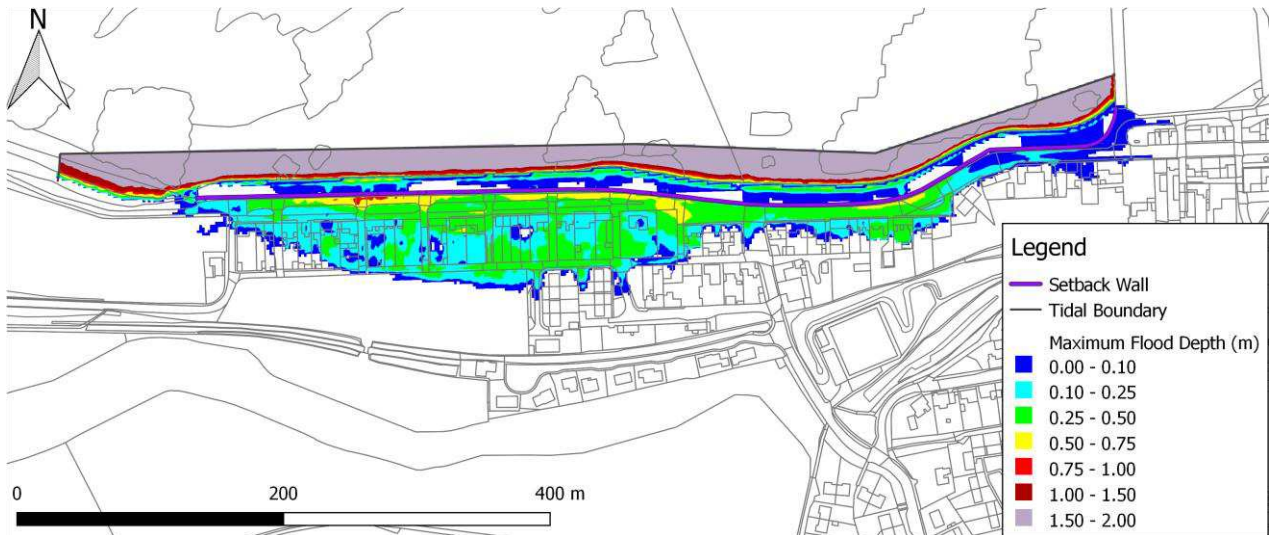 N
Legend
Setback Wall
Tidal Boundary
Maximum Flood Depth (m)
0.00 - 0.10
0.10 - 0.25
0.25 - 0.50
0.50 - 0.75
0.75 - 1.00
1.00 - 1.50
1.50 - 2.00
0 200 400 m